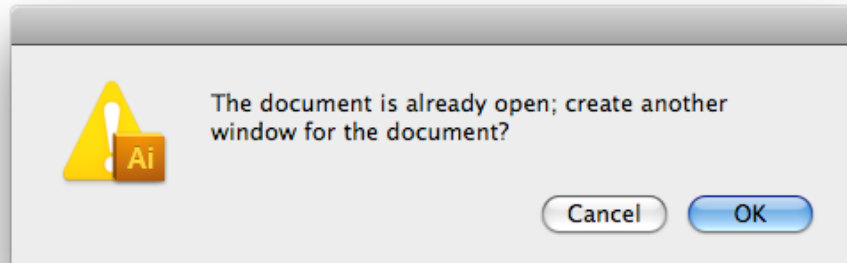 The document is already open; create another
window for the document?
Ai
Cancel OK